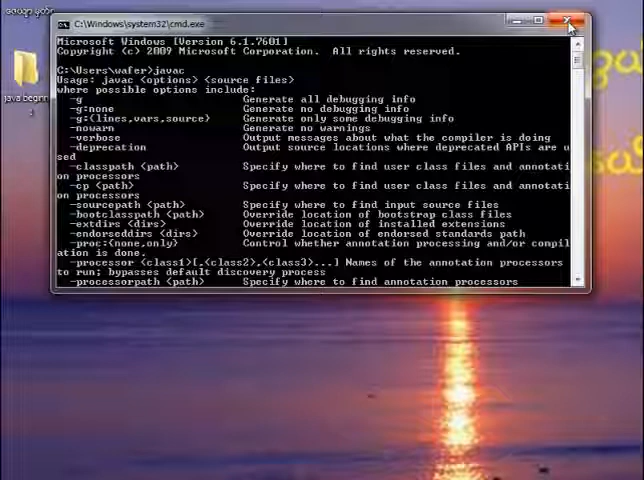 C:\Windows\system32\cmd.exe
Microsoft Windows [Version 6.1.7601]
Copyright (c) 2009 Microsoft Corporation.  All rights reserved.
C:\Users\wafer>javac
Usage: javac <options> <source files>
where possible options include:
-g                         Generate all debugging info
-g:none                    Generate no debugging info
-g:{lines,vars,source}     Generate only some debugging info
-nowarn                    Generate no warnings
-verbose                   Output messages about what the compiler is doing
-deprecation               Output source locations where deprecated APIs are u
sed
-classpath <path>          Specify where to find user class files and annotati
on processors
-cp <path>                 Specify where to find user class files and annotati
on processors
-sourcepath <path>         Specify where to find input source files
-bootclasspath <path>      Override location of bootstrap class files
-extdirs <dirs>            Override location of installed extensions
-endorseddirs <dirs>       Override location of endorsed standards path
-proc:{none,only}          Control whether annotation processing and/or compil
ation is done.
-processor <class1>[,<class2>,<class3>...] Names of the annotation processors
to run; bypasses default discovery process
-processorpath <path>      Specify where to find annotation processors
java beginn